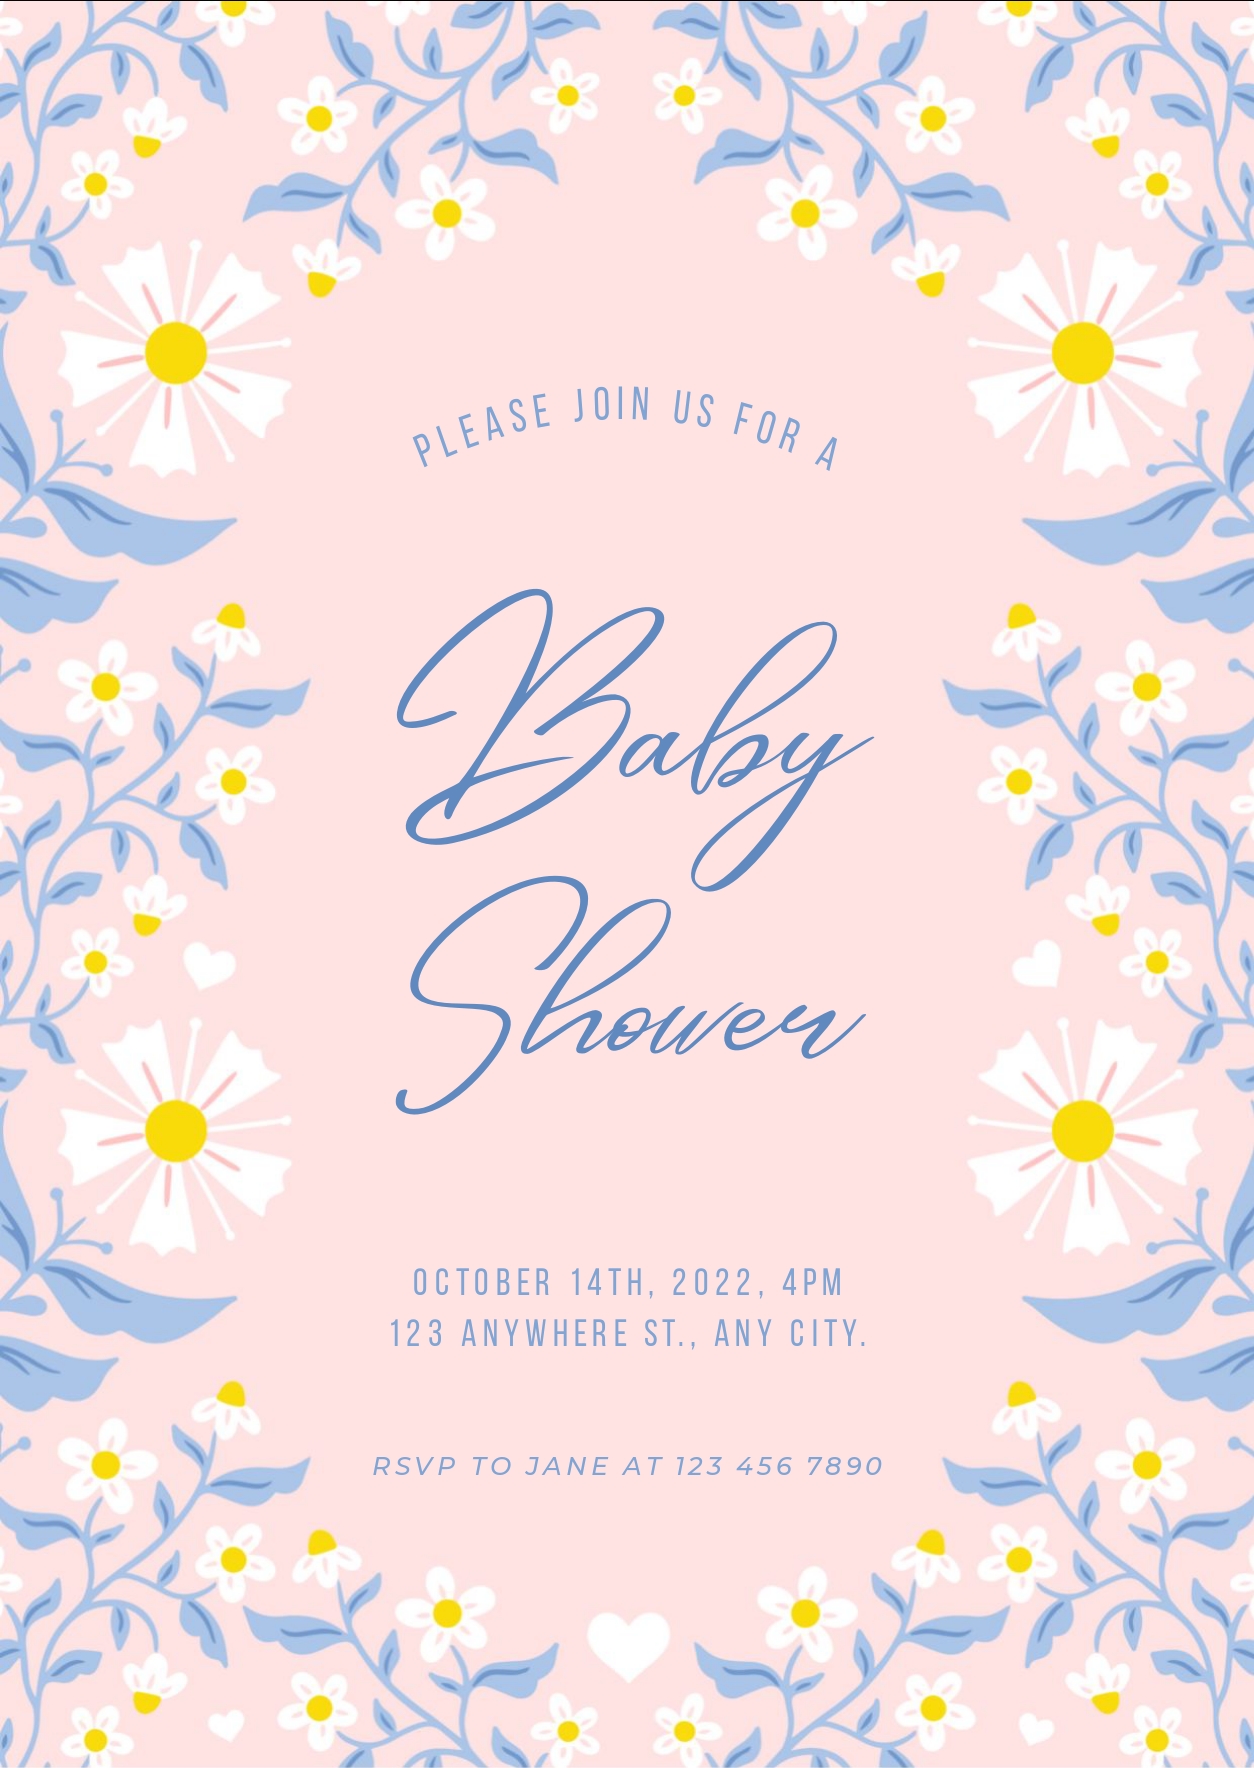 PLEASE JOIN US FOR A
Baby
Shower
OCTOBER 14TH, 2022, 4PM
123 ANYWHERE ST., ANY CITY.
RSVP TO JANE AT 123 456 7890